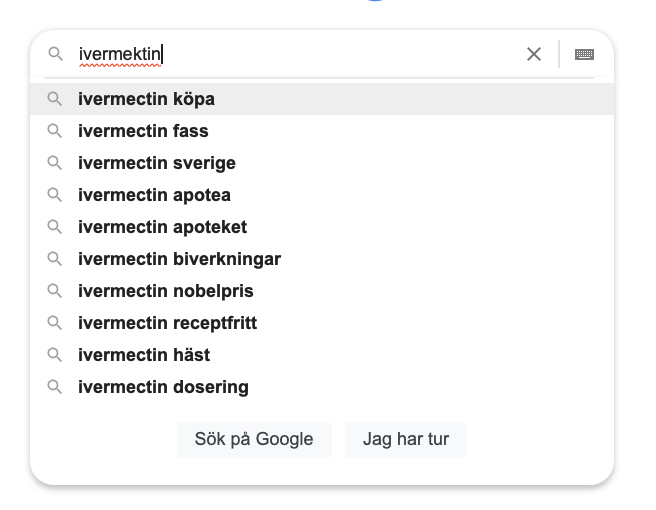 ivermektin
ivermectin köpa
ivermectin fass
ivermectin sverige
ivermectin apotea
ivermectin apoteket
ivermectin biverkningar
ivermectin nobelpris
ivermectin receptfritt
ivermectin häst
ivermectin dosering
Sök på Google Jag har tur